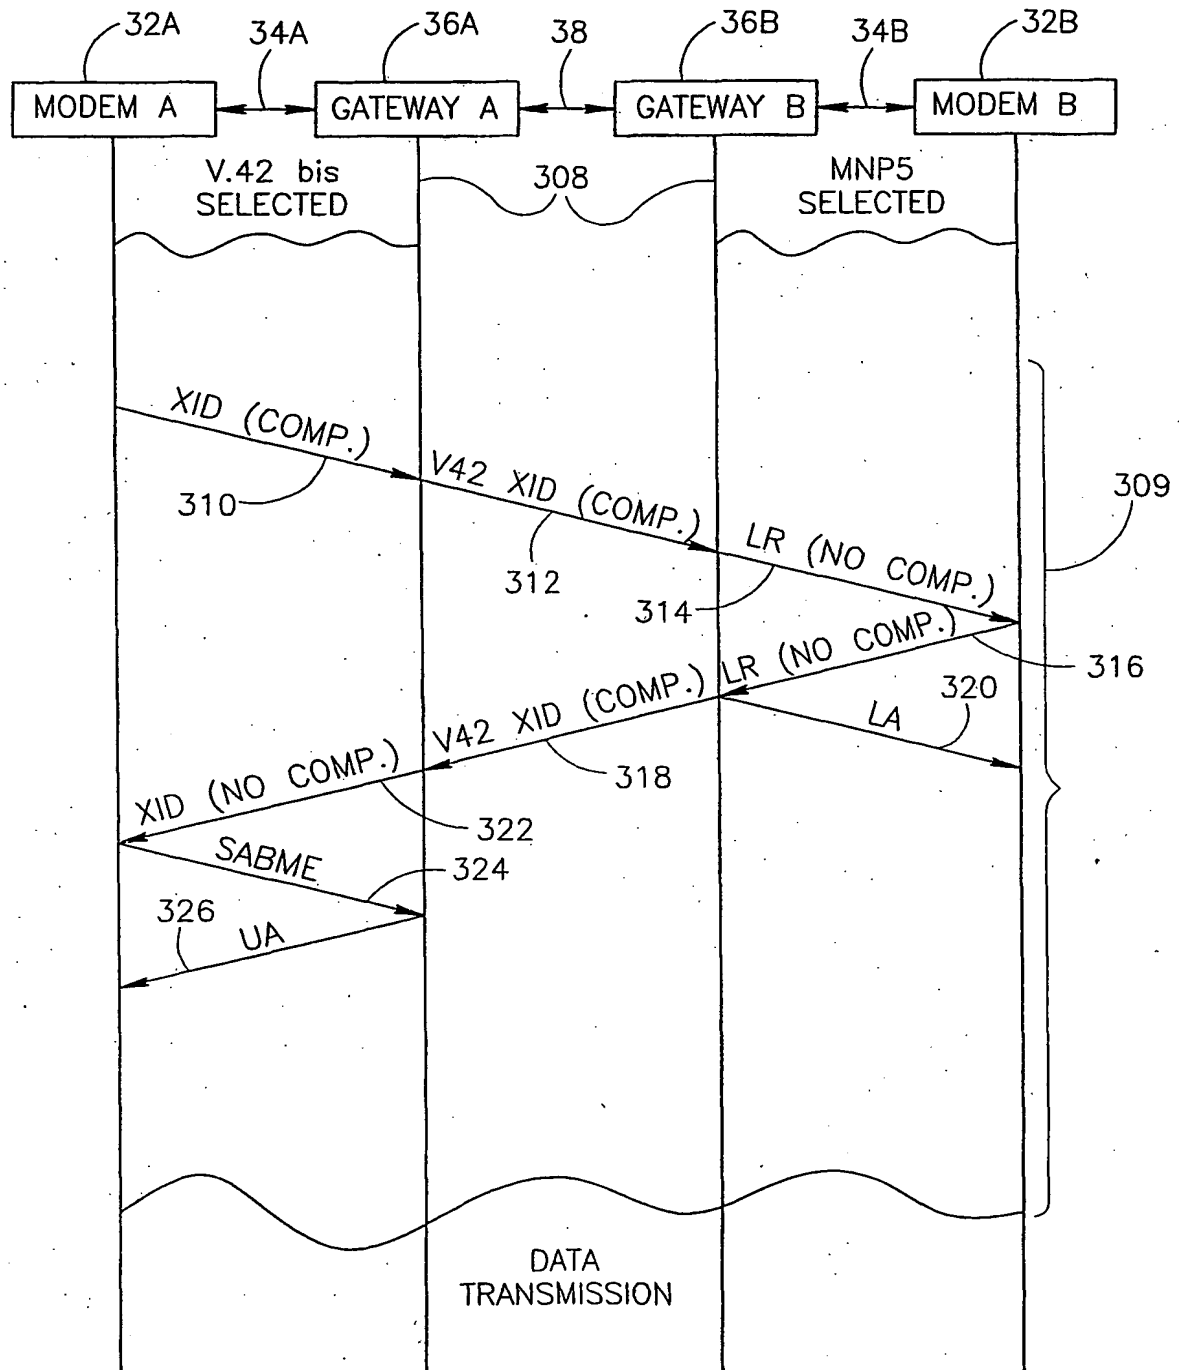 32A
34A
36A
38
36B
34B
32B
MODEM A
GATEWAY A
GATEWAY B
MODEM B
V.42 bis
SELECTED
308
MNP5
SELECTED
XID (COMP.)
310
V42 XID (COMP.)
312
LR (NO COMP.)
314
309
LR (NO COMP.)
316
320
LA
V42 XID (COMP.)
318
XID (NO COMP.)
322
SABME
324
326
UA
DATA
TRANSMISSION